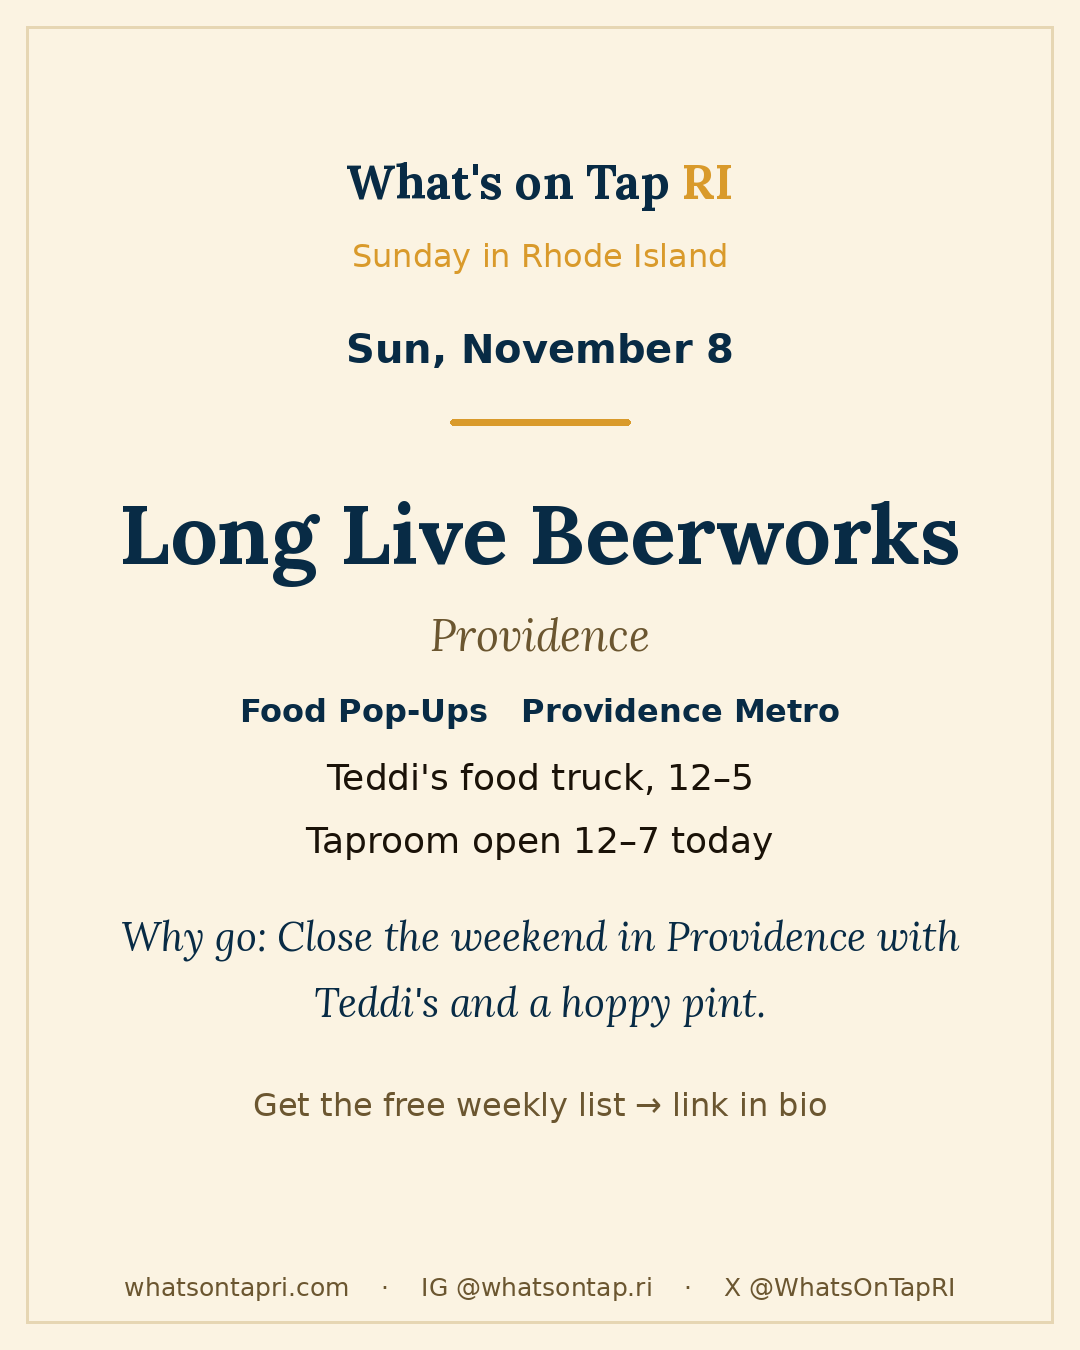 What's on Tap RI
Sunday in Rhode Island
Sun, November 8
Long Live Beerworks
Providence
Food Pop-Ups Providence Metro
Teddi's food truck, 12–5
Taproom open 12–7 today
Why go: Close the weekend in Providence with
Teddi's and a hoppy pint.
Get the free weekly list → link in bio
whatsontapri.com · IG @whatsontap.ri · X @WhatsOnTapRI